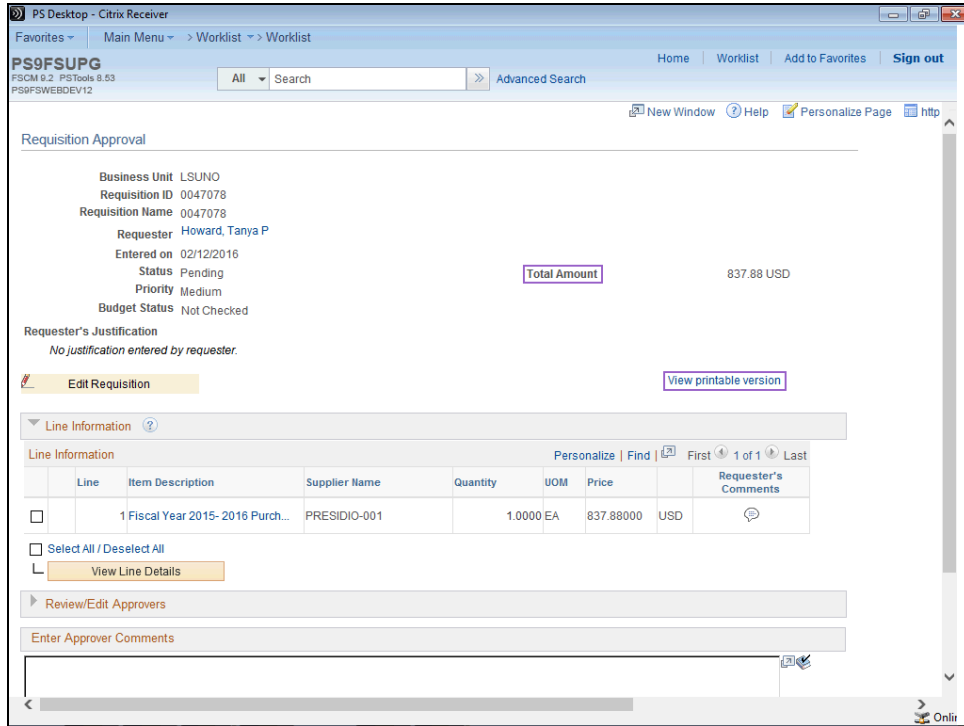 PS Desktop - Citrix Receiver
Favorites Main Menu > Worklist > Worklist
PS9FSUPG
FSCM 9.2 PSTools 8.53
PS9FSWEBDEV12
Home Worklist Add to Favorites Sign out
All Search Advanced Search
New Window Help Personalize Page http
Requisition Approval
Business Unit LSUNO
Requisition ID 0047078
Requisition Name 0047078
Requester Howard, Tanya P
Entered on 02/12/2016
Status Pending
Total Amount 837.88 USD
Priority Medium
Budget Status Not Checked
Requester's Justification
No justification entered by requester.
Edit Requisition
View printable version
Line Information
Line Information Personalize | Find | First 1 of 1 Last
Line Item Description Supplier Name Quantity UOM Price Requester's Comments
1 Fiscal Year 2015- 2016 Purch... PRESIDIO-001 1.0000 EA 837.88000 USD
Select All / Deselect All
View Line Details
Review/Edit Approvers
Enter Approver Comments